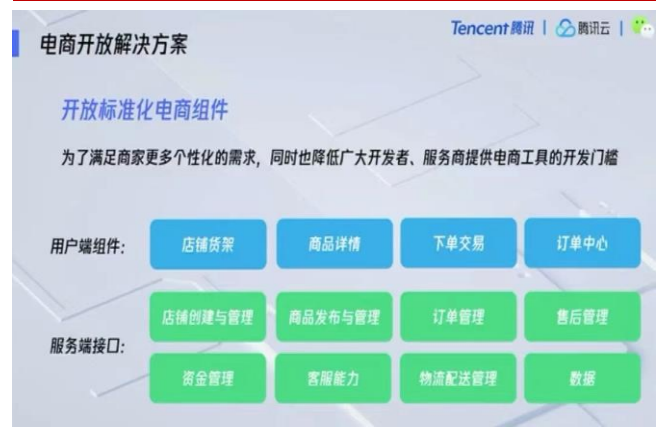 电商开放解决方案
Tencent腾讯 | 腾讯云 |
开放标准化电商组件
为了满足商家更多个性化的需求，同时也降低广大开发者、服务商提供电商工具的开发门槛
用户端组件: 店铺货架 商品详情 下单交易 订单中心
店铺创建与管理 商品发布与管理 订单管理 售后管理
服务端接口:
资金管理 客服能力 物流配送管理 数据